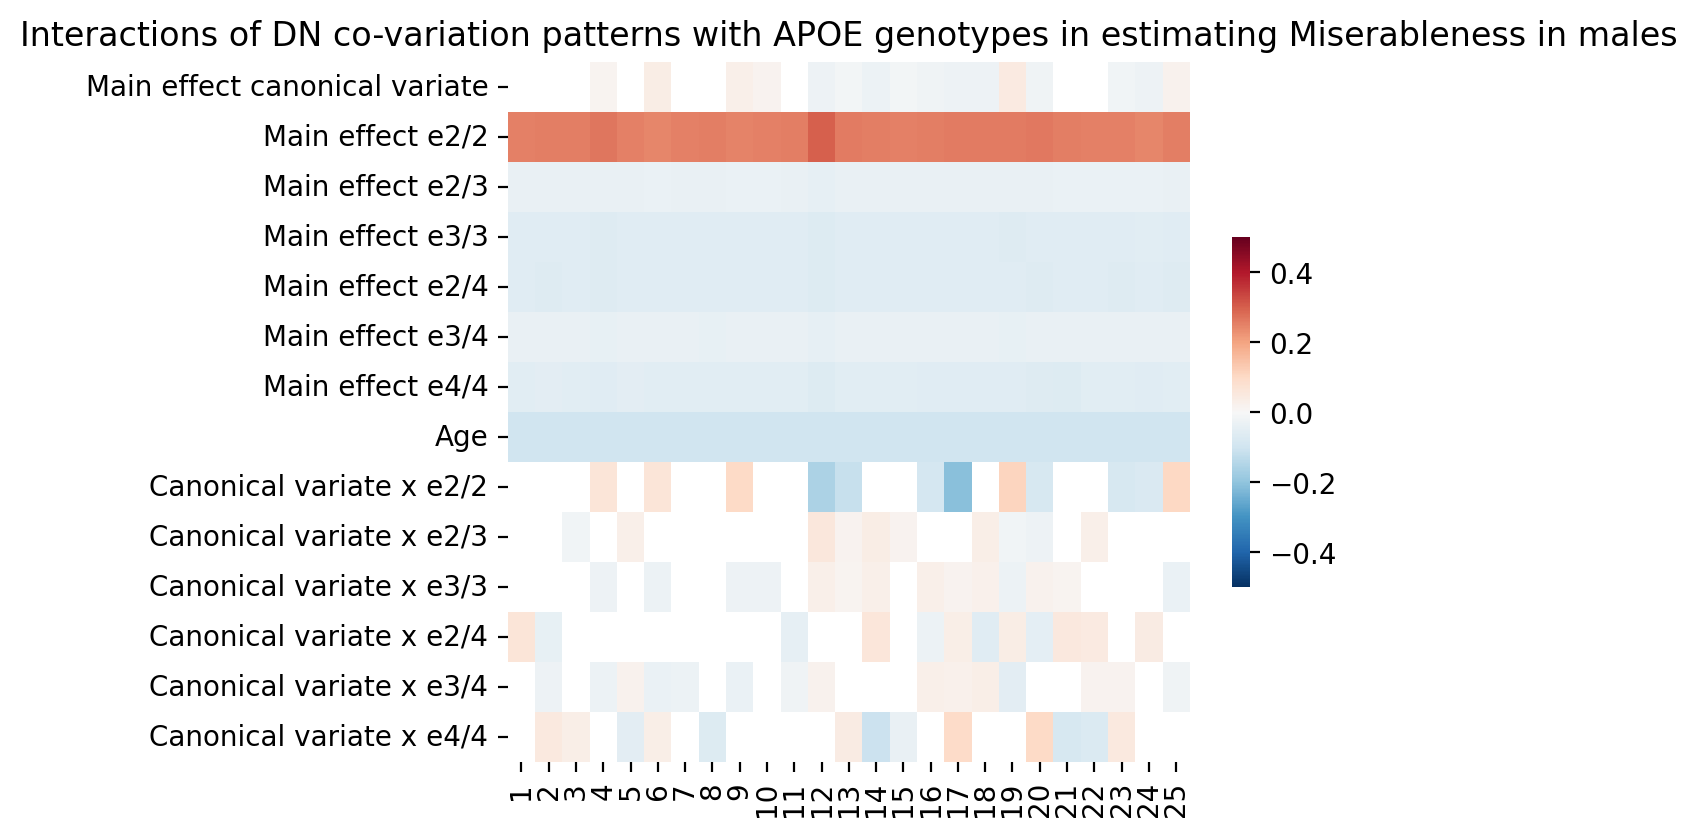 Interactions of DN co-variation patterns with APOE genotypes in estimating Miserableness in males
Main effect canonical variate
Main effect e2/2
Main effect e2/3
Main effect e3/3
Main effect e2/4
Main effect e3/4
Main effect e4/4
Age
Canonical variate x e2/2
Canonical variate x e2/3
Canonical variate x e3/3
Canonical variate x e2/4
Canonical variate x e3/4
Canonical variate x e4/4
1 2 3 4 5 6 7 8 9 10 11 12 13 14 15 16 17 18 19 20 21 22 23 24 25
0.4
0.2
0.0
−0.2
−0.4